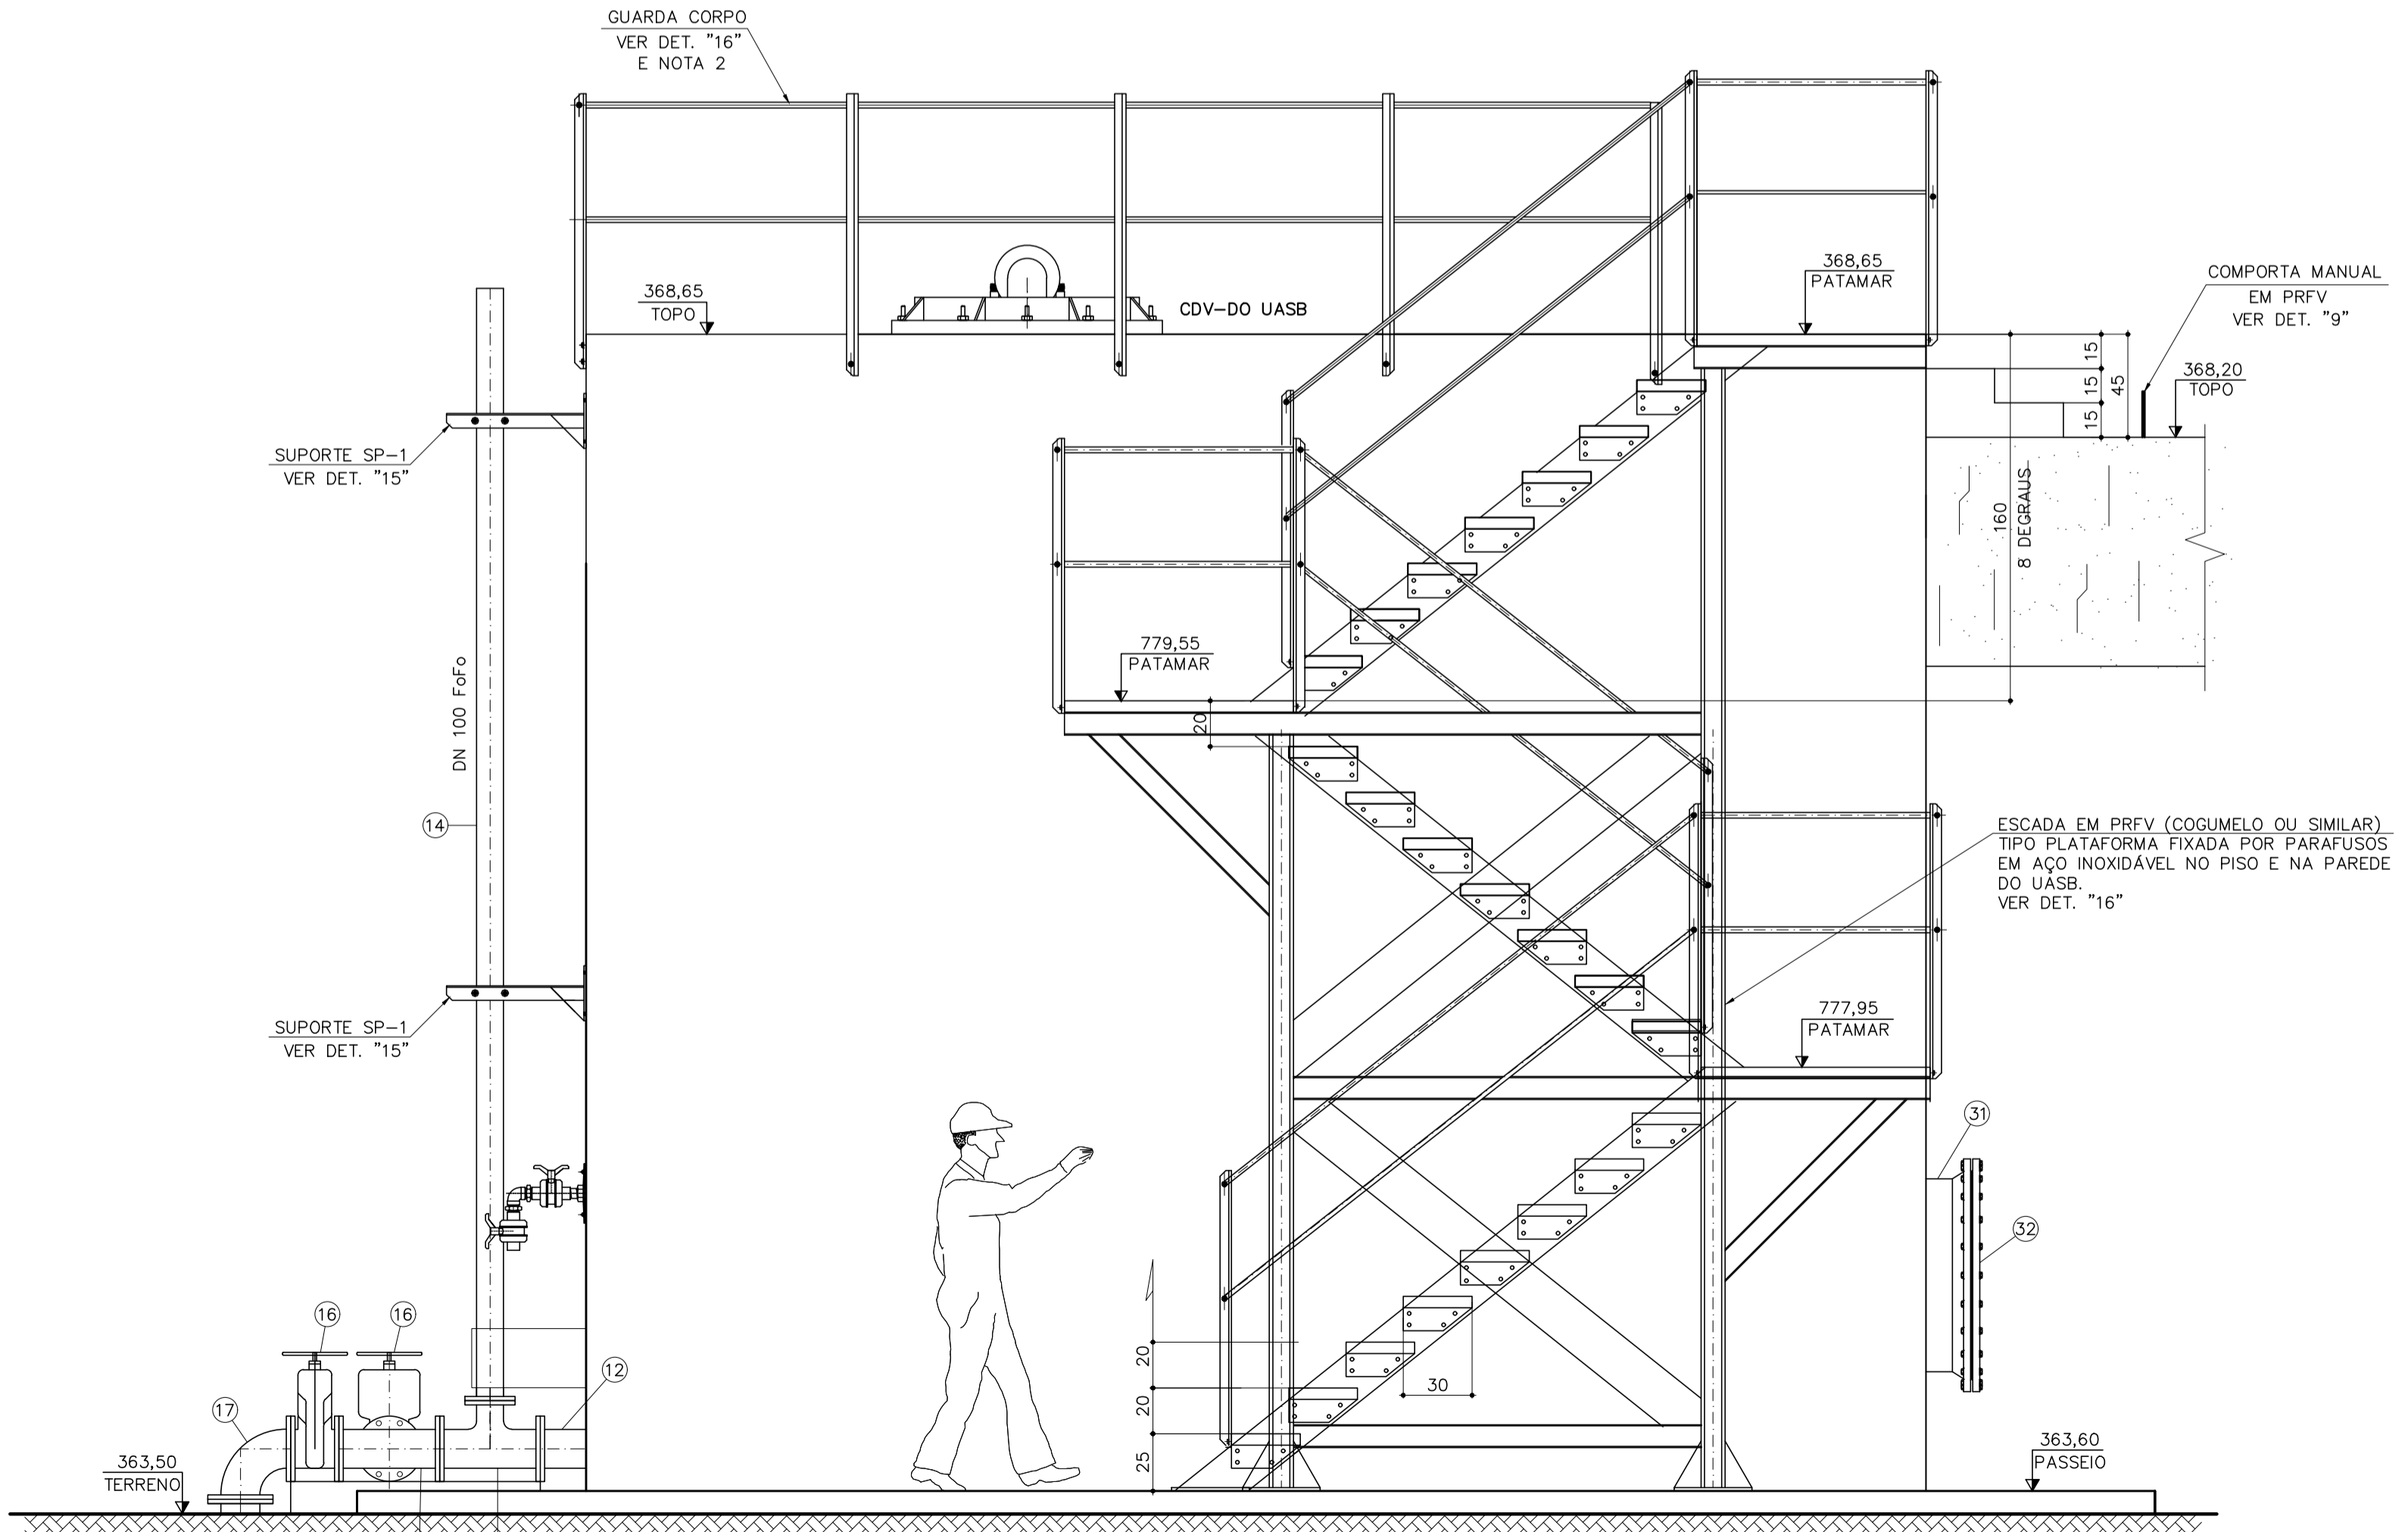 GUARDA CORPO
VER DET. "16"
E NOTA 2
368,65
TOPO
CDV-DO UASB
368,65
PATAMAR
COMPORTA MANUAL
EM PRFV
VER DET. "9"
15
15
15
45
368,20
TOPO
SUPORTE SP-1
VER DET. "15"
160
8 DEGRAUS
DN 100 FoFo
779,55
PATAMAR
20
14
ESCADA EM PRFV (COGUMELO OU SIMILAR)
TIPO PLATAFORMA FIXADA POR PARAFUSOS
EM AÇO INOXIDÁVEL NO PISO E NA PAREDE
DO UASB.
VER DET. "16"
SUPORTE SP-1
VER DET. "15"
777,95
PATAMAR
31
32
16
16
12
17
20
20
25
30
363,50
TERRENO
363,60
PASSEIO